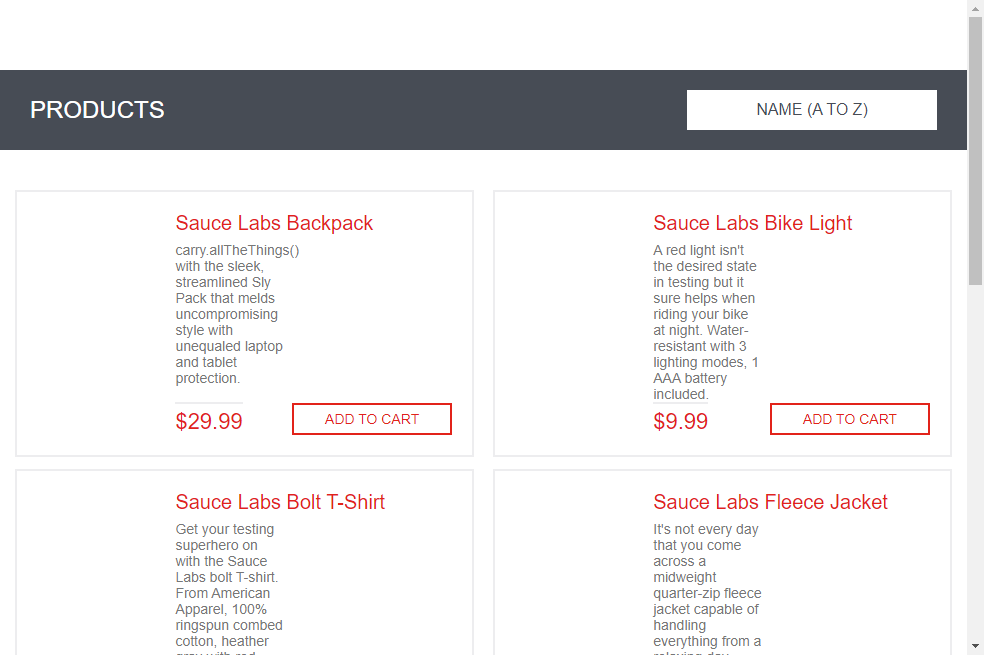 PRODUCTS
NAME (A TO Z)
Sauce Labs Backpack
carry.allTheThings()
with the sleek,
streamlined Sly
Pack that melds
uncompromising
style with
unequaled laptop
and tablet
protection.
$29.99
ADD TO CART
Sauce Labs Bike Light
A red light isn't
the desired state
in testing but it
sure helps when
riding your bike
at night. Water-
resistant with 3
lighting modes, 1
AAA battery
included.
$9.99
ADD TO CART
Sauce Labs Bolt T-Shirt
Get your testing
superhero on
with the Sauce
Labs bolt T-shirt.
From American
Apparel, 100%
ringspun combed
cotton, heather
gray with red
Sauce Labs Fleece Jacket
It's not every day
that you come
across a
midweight
quarter-zip fleece
jacket capable of
handling
everything from a
relaxing day